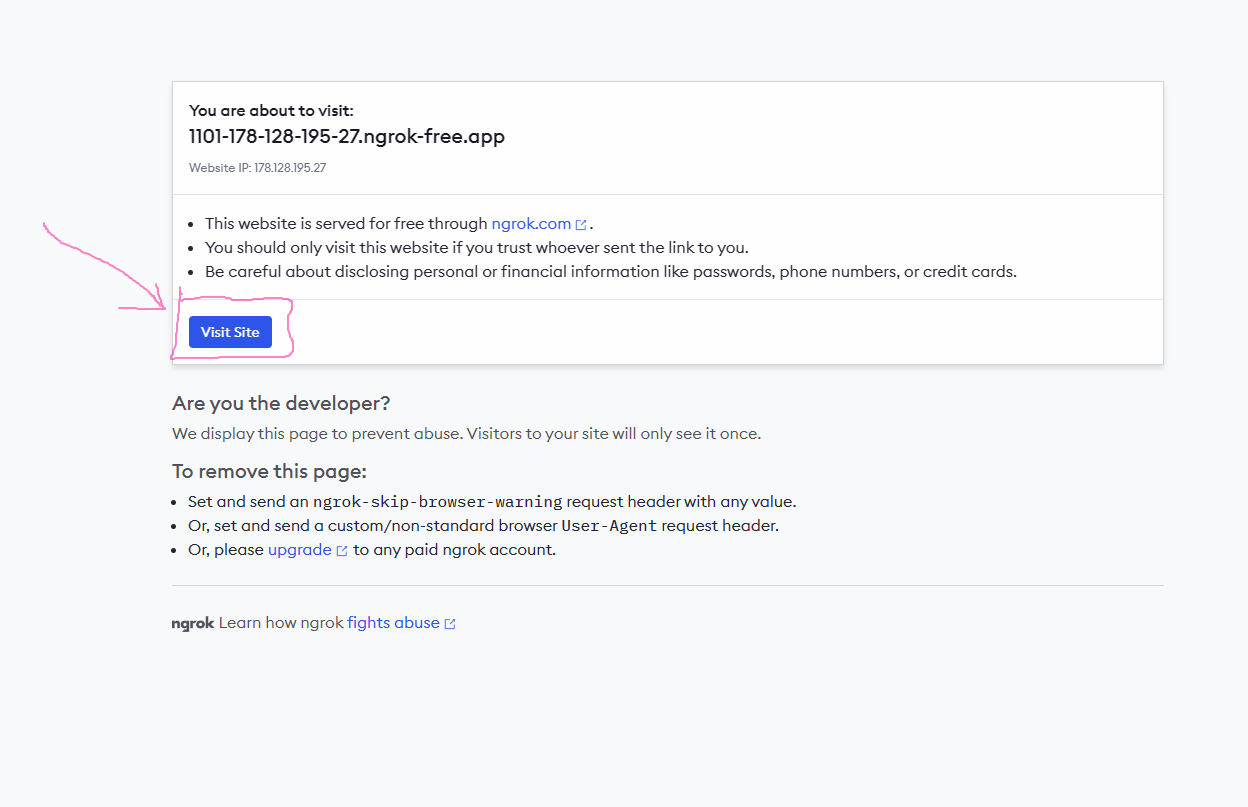 You are about to visit:
1101-178-128-195-27.ngrok-free.app
Website IP: 178.128.195.27
This website is served for free through ngrok.com.
You should only visit this website if you trust whoever sent the link to you.
Be careful about disclosing personal or financial information like passwords, phone numbers, or credit cards.
Visit Site
Are you the developer?
We display this page to prevent abuse. Visitors to your site will only see it once.
To remove this page:
Set and send an ngrok-skip-browser-warning request header with any value.
Or, set and send a custom/non-standard browser User-Agent request header.
Or, please upgrade to any paid ngrok account.
ngrok Learn how ngrok fights abuse